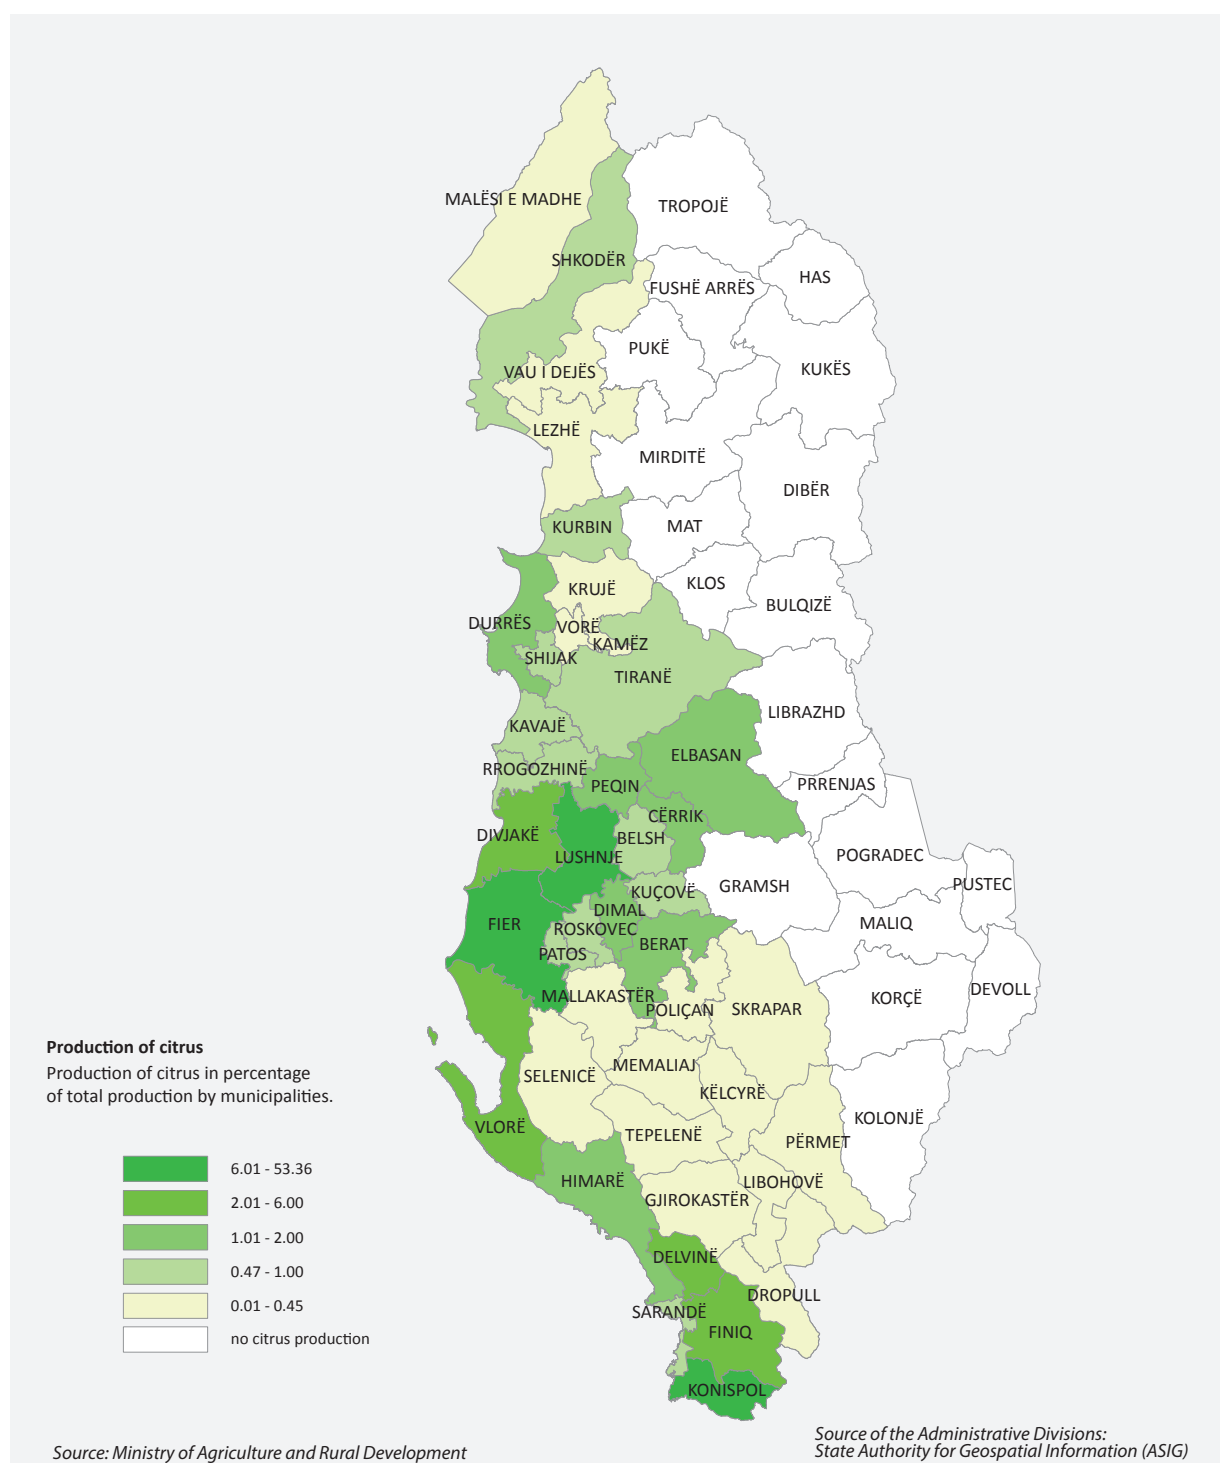 MALËSI E MADHE
TROPOJË
SHKODËR
HAS
FUSHË ARRËS
PUKË
KUKËS
VAU I DEJËS
LEZHË
MIRDITË
DIBËR
KURBIN
MAT
KLOS
KRUJË
BULQIZË
DURRËS
VORË
KAMËZ
SHIJAK
TIRANË
LIBRAZHD
KAVAJË
ELBASAN
RROGOZHINË
PEQIN
PRRENJAS
CËRRIK
DIVJAKË
BELSH
LUSHNJE
POGRADEC
GRAMSH
PUSTEC
KUÇOVË
DIMAL
FIER
ROSKOVEC
MALIQ
BERAT
PATOS
DEVOLL
MALLAKASTËR
KORÇË
POLIÇAN
SKRAPAR
Production of citrus
Production of citrus in percentage
of total production by municipalities.
MEMALIAJ
SELENICË
KËLCYRË
KOLONJË
VLORË
TEPELENË
PËRMET
6.01 - 53.36
HIMARË
LIBOHOVË
2.01 - 6.00
GJIROKASTËR
1.01 - 2.00
DELVINË
0.47 - 1.00
DROPULL
0.01 - 0.45
SARANDË
FINIQ
no citrus production
KONISPOL
Source: Ministry of Agriculture and Rural Development
Source of the Administrative Divisions:
State Authority for Geospatial Information (ASIG)